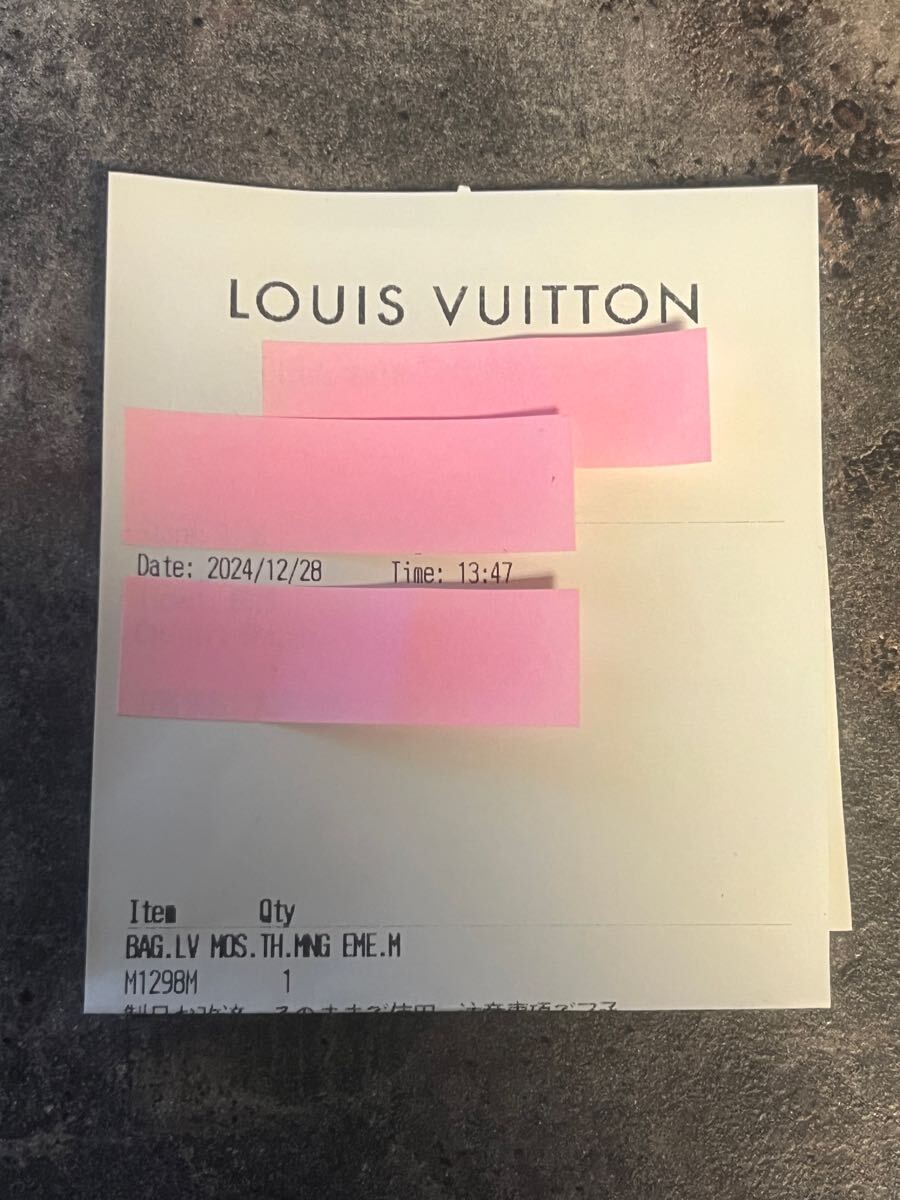 LOUIS VUITTON
Date: 2024/12/28 Time: 13:47
Item Qty
BAG.LV MOS.TH.MNG EME.M
M1298M 1